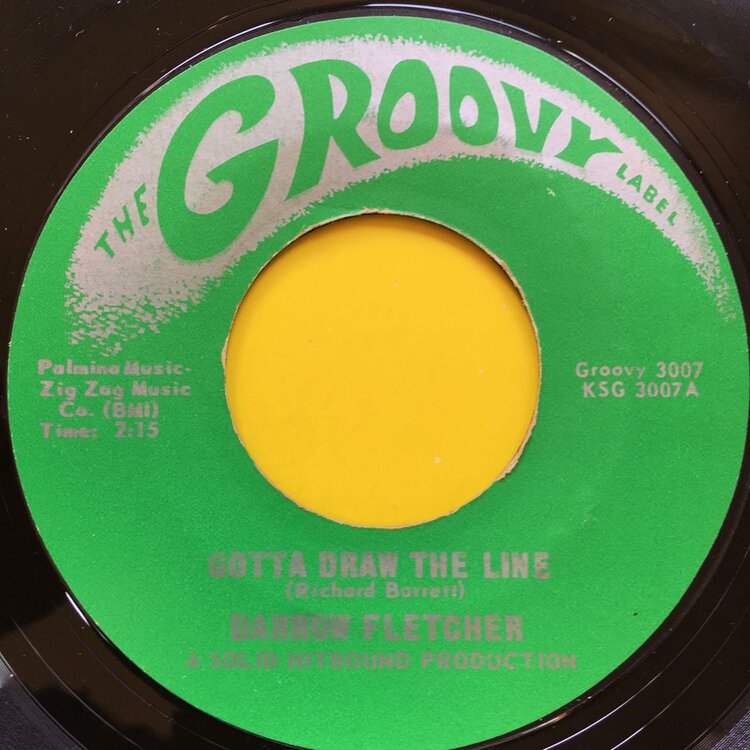 THE GROOVY LABEL
Palmina Music-
Zig Zag Music
Co. (BMI)
Time: 2:15
Groovy 3007
KSG 3007A
GOTTA DRAW THE LINE
(Richard Barrett)
DARROW FLETCHER
A SOLID HITBOUND PRODUCTION